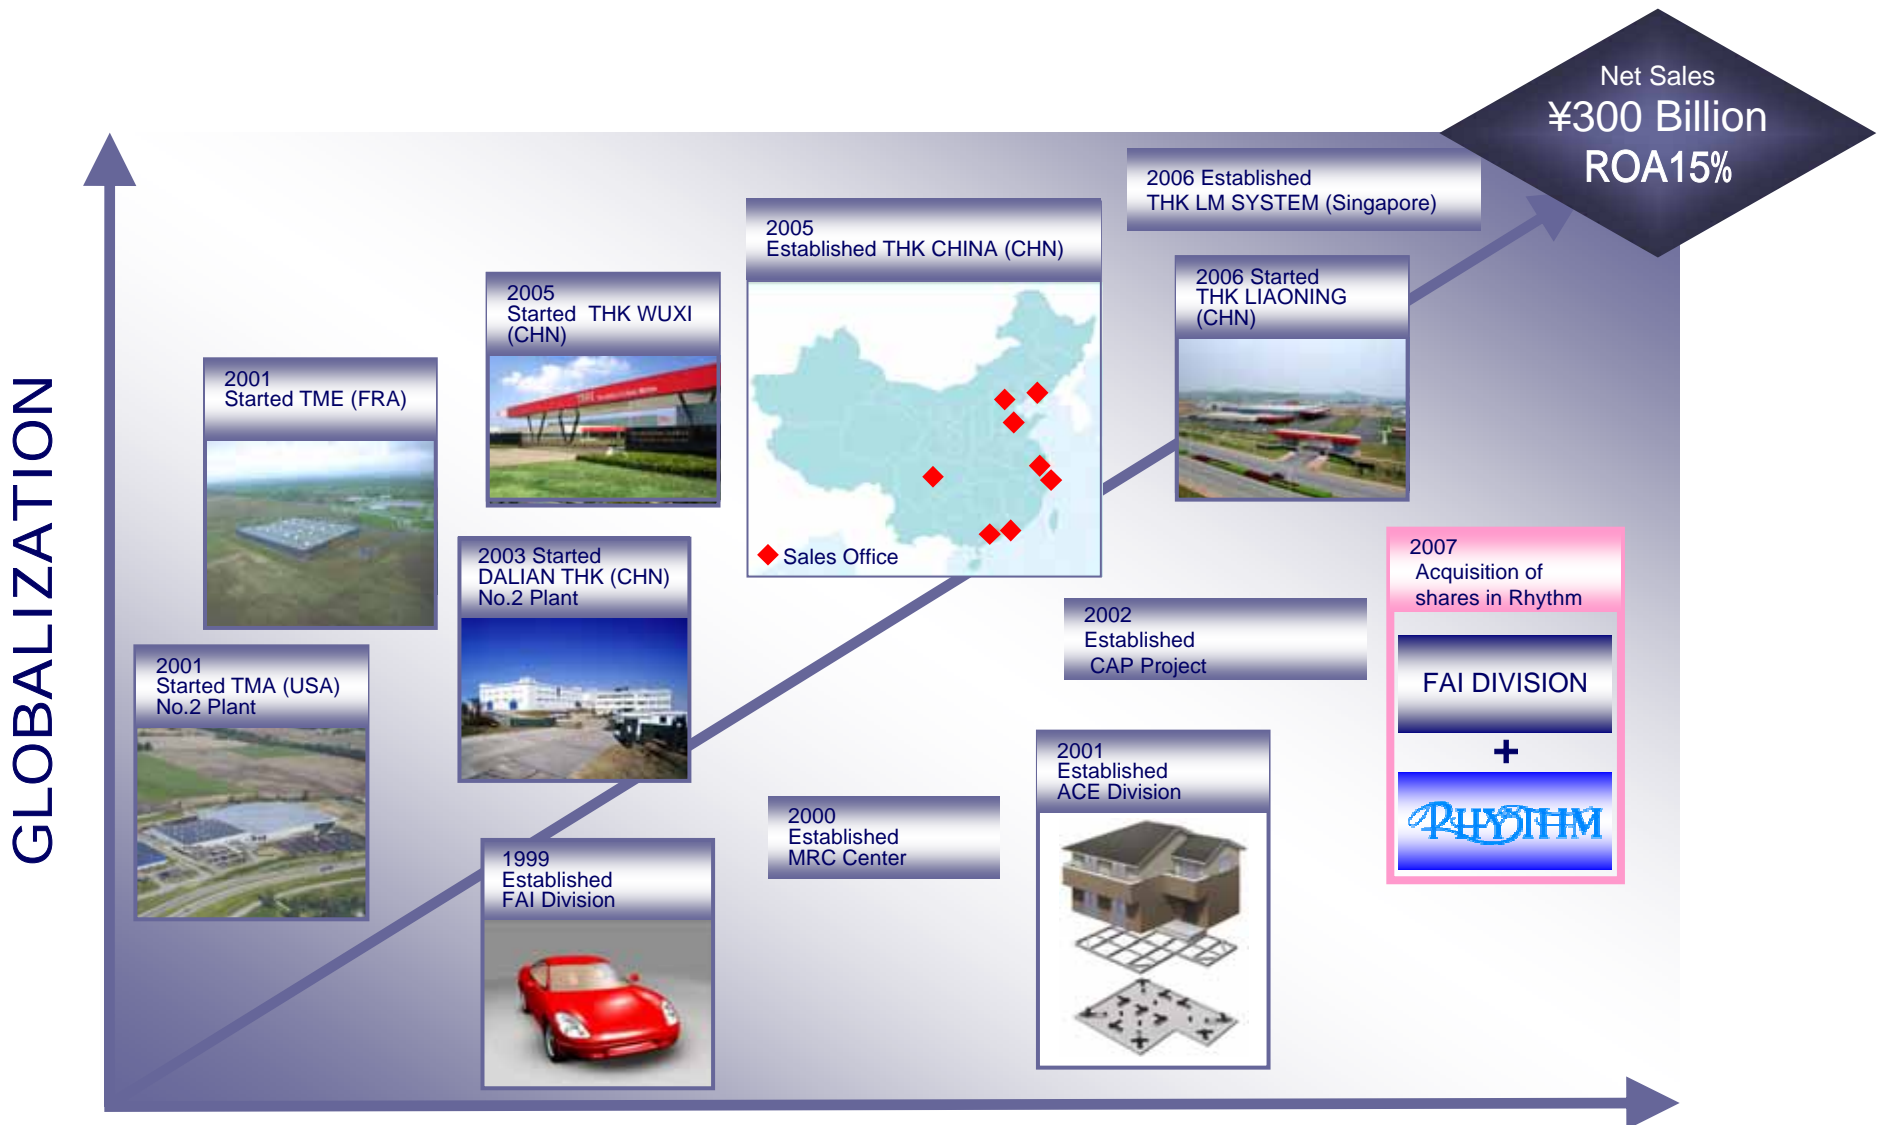 Net Sales
¥300 Billion
ROA15%
2006 Established
THK LM SYSTEM (Singapore)
2005
Established THK CHINA (CHN)
Sales Office
2006 Started
THK LIAONING
(CHN)
2005
Started THK WUXI
(CHN)
2001
Started TME (FRA)
GLOBALIZATION
2003 Started
DALIAN THK (CHN)
No.2 Plant
2001
Started TMA (USA)
No.2 Plant
2007
Acquisition of
shares in Rhythm
FAI DIVISION
+
RHYTHM
2002
Established
CAP Project
2001
Established
ACE Division
2000
Established
MRC Center
1999
Established
FAI Division